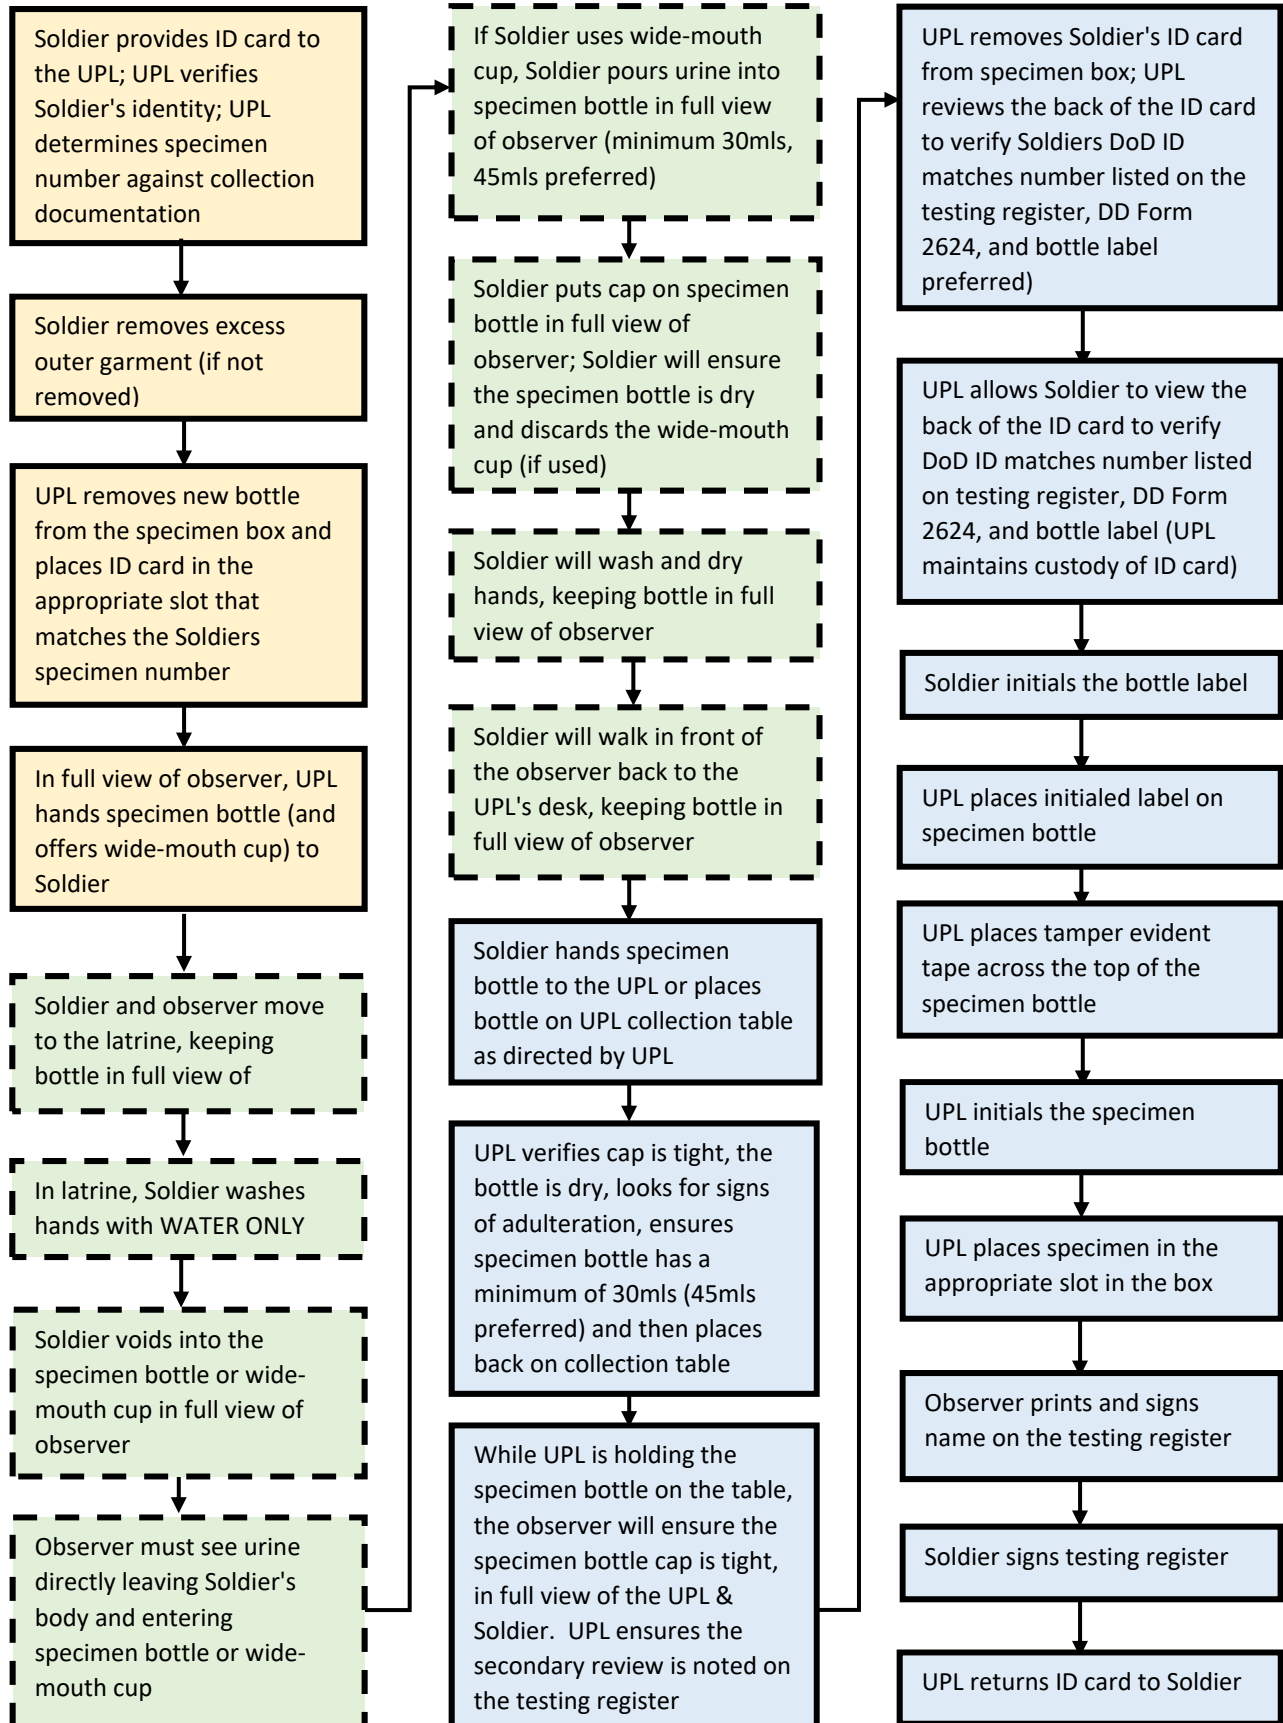 Soldier provides ID card to
the UPL; UPL verifies
Soldier's identity; UPL
determines specimen
number against collection
documentation
Soldier removes excess
outer garment (if not
removed)
UPL removes new bottle
from the specimen box and
places ID card in the
appropriate slot that
matches the Soldiers
specimen number
In full view of observer, UPL
hands specimen bottle (and
offers wide-mouth cup) to
Soldier
Soldier and observer move
to the latrine, keeping
bottle in full view of
In latrine, Soldier washes
hands with WATER ONLY
Soldier voids into the
specimen bottle or wide-
mouth cup in full view of
observer
Observer must see urine
directly leaving Soldier's
body and entering
specimen bottle or wide-
mouth cup
If Soldier uses wide-mouth
cup, Soldier pours urine into
specimen bottle in full view
of observer (minimum 30mls,
45mls preferred)
Soldier puts cap on specimen
bottle in full view of
observer; Soldier will ensure
the specimen bottle is dry
and discards the wide-mouth
cup (if used)
Soldier will wash and dry
hands, keeping bottle in full
view of observer
Soldier will walk in front of
the observer back to the
UPL's desk, keeping bottle in
full view of observer
Soldier hands specimen
bottle to the UPL or places
bottle on UPL collection table
as directed by UPL
UPL verifies cap is tight, the
bottle is dry, looks for signs
of adulteration, ensures
specimen bottle has a
minimum of 30mls (45mls
preferred) and then places
back on collection table
While UPL is holding the
specimen bottle on the table,
the observer will ensure the
specimen bottle cap is tight,
in full view of the UPL &
Soldier.  UPL ensures the
secondary review is noted on
the testing register
UPL removes Soldier's ID card
from specimen box; UPL
reviews the back of the ID card
to verify Soldiers DoD ID
matches number listed on the
testing register, DD Form
2624, and bottle label
preferred)
UPL allows Soldier to view the
back of the ID card to verify
DoD ID matches number listed
on testing register, DD Form
2624, and bottle label (UPL
maintains custody of ID card)
Soldier initials the bottle label
UPL places initialed label on
specimen bottle
UPL places tamper evident
tape across the top of the
specimen bottle
UPL initials the specimen
bottle
UPL places specimen in the
appropriate slot in the box
Observer prints and signs
name on the testing register
Soldier signs testing register
UPL returns ID card to Soldier